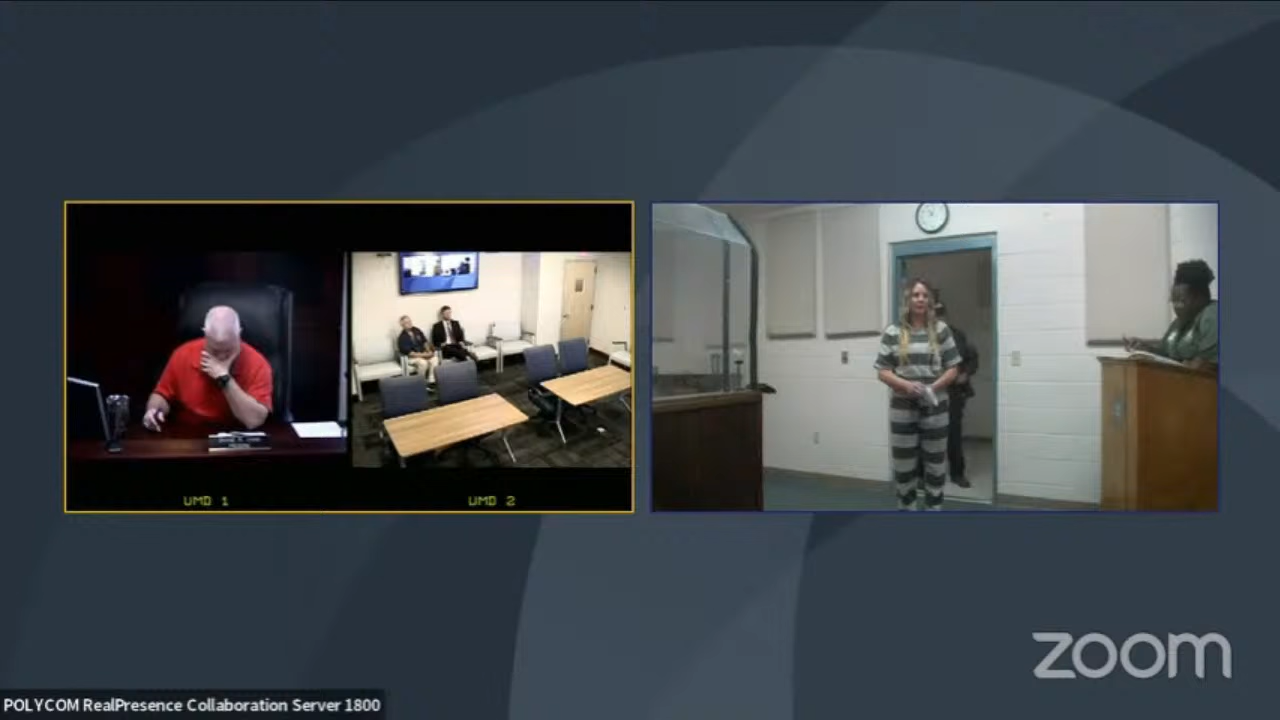 UMD 1
UMD 2
zoom
POLYCOM RealPresence Collaboration Server 1800